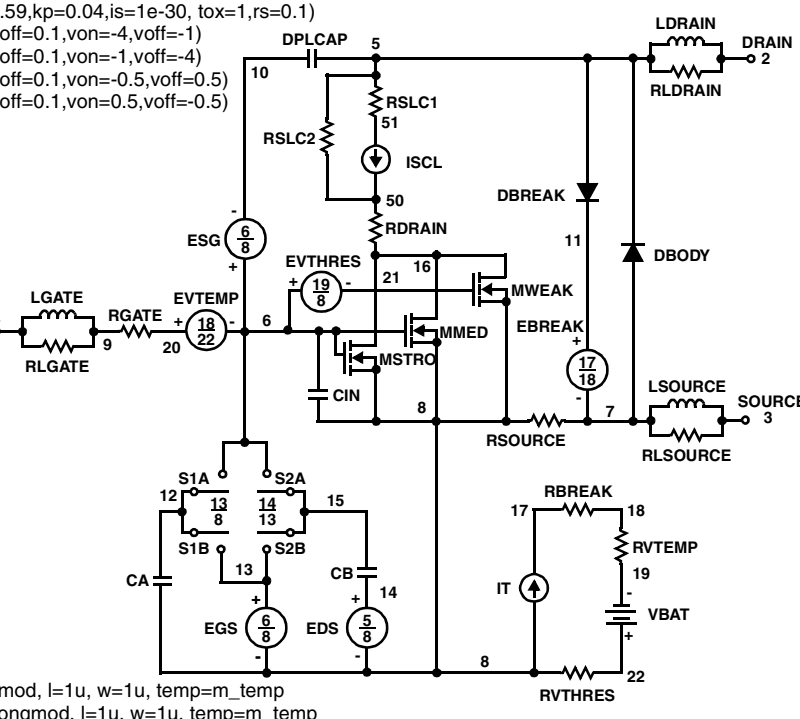 .59,kp=0.04,is=1e-30, tox=1,rs=0.1)
off=0.1,von=-4,voff=-1)
off=0.1,von=-1,voff=-4)
off=0.1,von=-0.5,voff=0.5)
off=0.1,von=0.5,voff=-0.5)
LDRAIN
DPLCAP 5 DRAIN
2
10
RLDRAIN
RSLC1
51
RSLC2
ISCL
50
DBREAK
RDRAIN
ESG 6
8
- +
11
DBODY
EVTHRES
+ 19
8 -
16
21
MWEAK
LGATE
RGATE
EVTEMP
+ 18
22 -
6
EBREAK
+
17
18
-
MMED
9
20
RLGATE
MSTRO
CIN
LSOURCE
8
7
SOURCE
3
RSOURCE
RLSOURCE
S1A
S2A
12
13
8
14
13
15
RBREAK
17
18
S1B
S2B
RVTEMP
13
CB
CA
14
IT
19
-
VBAT
+
+
EGS 6
8
-
+
EDS 5
8
-
8
22
RVTHRES
mod, l=1u, w=1u, temp=m_temp
ongmod, l=1u, w=1u, temp=m_temp